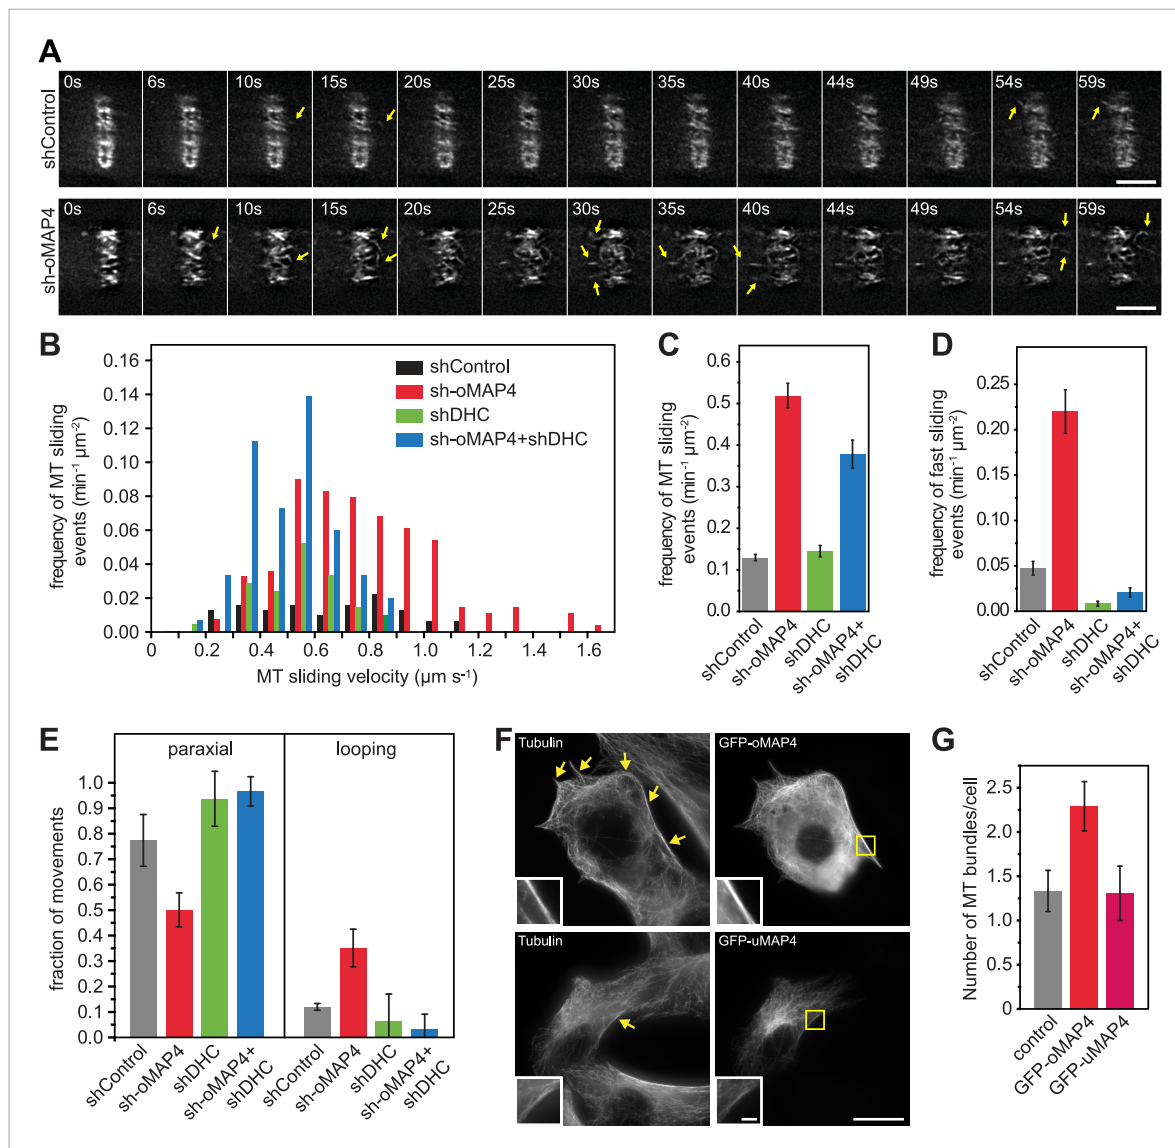 A
shControl
0s 6s 10s 15s 20s 25s 30s 35s 40s 44s 49s 54s 59s
sh-oMAP4
0s 6s 10s 15s 20s 25s 30s 35s 40s 44s 49s 54s 59s
B
frequency of MT sliding
events (min-1 µm-2)
0.16
0.14
0.12
0.10
0.08
0.06
0.04
0.02
0.00
0 0.2 0.4 0.6 0.8 1.0 1.2 1.4 1.6
MT sliding velocity (µm s-1)
shControl
sh-oMAP4
shDHC
sh-oMAP4+shDHC
C
frequency of MT sliding
events (min-1 µm-2)
0.6
0.5
0.4
0.3
0.2
0.1
0.0
shControl
sh-oMAP4
shDHC
sh-oMAP4+
shDHC
D
frequency of fast sliding
events (min-1 µm-2)
0.25
0.20
0.15
0.10
0.05
0.00
shControl
sh-oMAP4
shDHC
sh-oMAP4+
shDHC
E
fraction of movements
paraxial looping
1.0
0.9
0.8
0.7
0.6
0.5
0.4
0.3
0.2
0.1
0.0
shControl
sh-oMAP4
shDHC
sh-oMAP4+
shDHC
shControl
sh-oMAP4
shDHC
sh-oMAP4+
shDHC
F
Tubulin
GFP-oMAP4
Tubulin
GFP-uMAP4
G
Number of MT bundles/cell
2.5
2.0
1.5
1.0
0.5
0
control
GFP-oMAP4
GFP-uMAP4